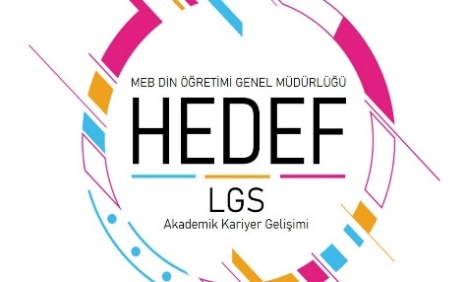 MEB DİN ÖĞRETİMİ GENEL MÜDÜRLÜĞÜ
HEDEF
LGS
Akademik Kariyer Gelişimi